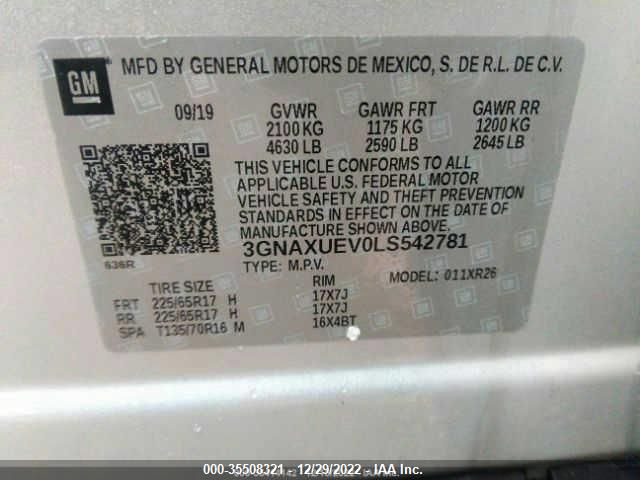 GM
MFD BY GENERAL MOTORS DE MEXICO, S. DE R.L. DE C.V.
09/19 GVWR GAWR FRT GAWR RR
2100 KG 1175 KG 1200 KG
4630 LB 2590 LB 2645 LB
THIS VEHICLE CONFORMS TO ALL
APPLICABLE U.S. FEDERAL MOTOR
VEHICLE SAFETY AND THEFT PREVENTION
STANDARDS IN EFFECT ON THE DATE OF
MANUFACTURE SHOWN ABOVE.
636R 3GNAXUEV0LS542781
TYPE: M.P.V. MODEL: 011XR26
TIRE SIZE RIM
FRT 225/65R17 H 17X7J
RR 225/65R17 H 17X7J
SPA T135/70R16 M 16X4BT
000-35508321 - 12/29/2022 - IAA Inc.